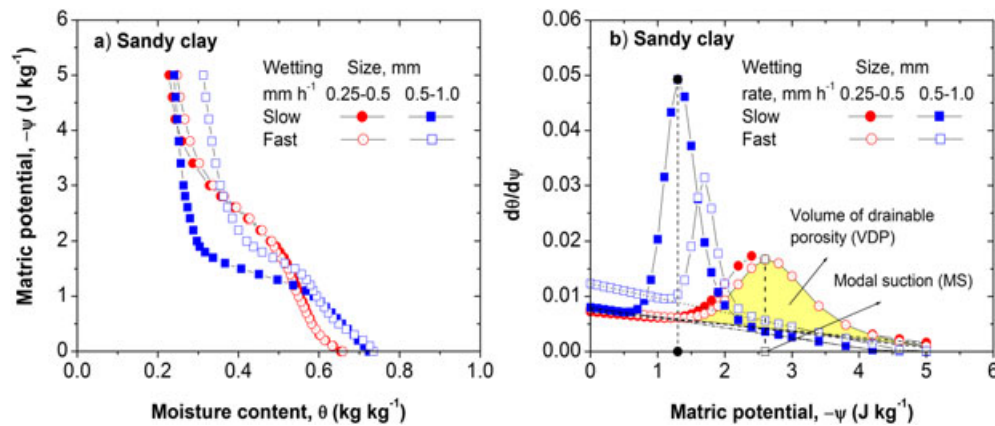 a) Sandy clay
Wetting Size, mm
mm h-1 0.25-0.5 0.5-1.0
Slow
Fast
Matric potential, -ψ (J kg-1)
5
4
3
2
1
0
0.0 0.2 0.4 0.6 0.8 1.0
Moisture content, θ (kg kg-1)
b) Sandy clay
Wetting Size, mm
rate, mm h-1 0.25-0.5 0.5-1.0
Slow
Fast
Volume of drainable
porosity (VDP)
Modal suction (MS)
dθ/dψ
0.06
0.05
0.04
0.03
0.02
0.01
0.00
0 1 2 3 4 5 6
Matric potential, -ψ (J kg-1)